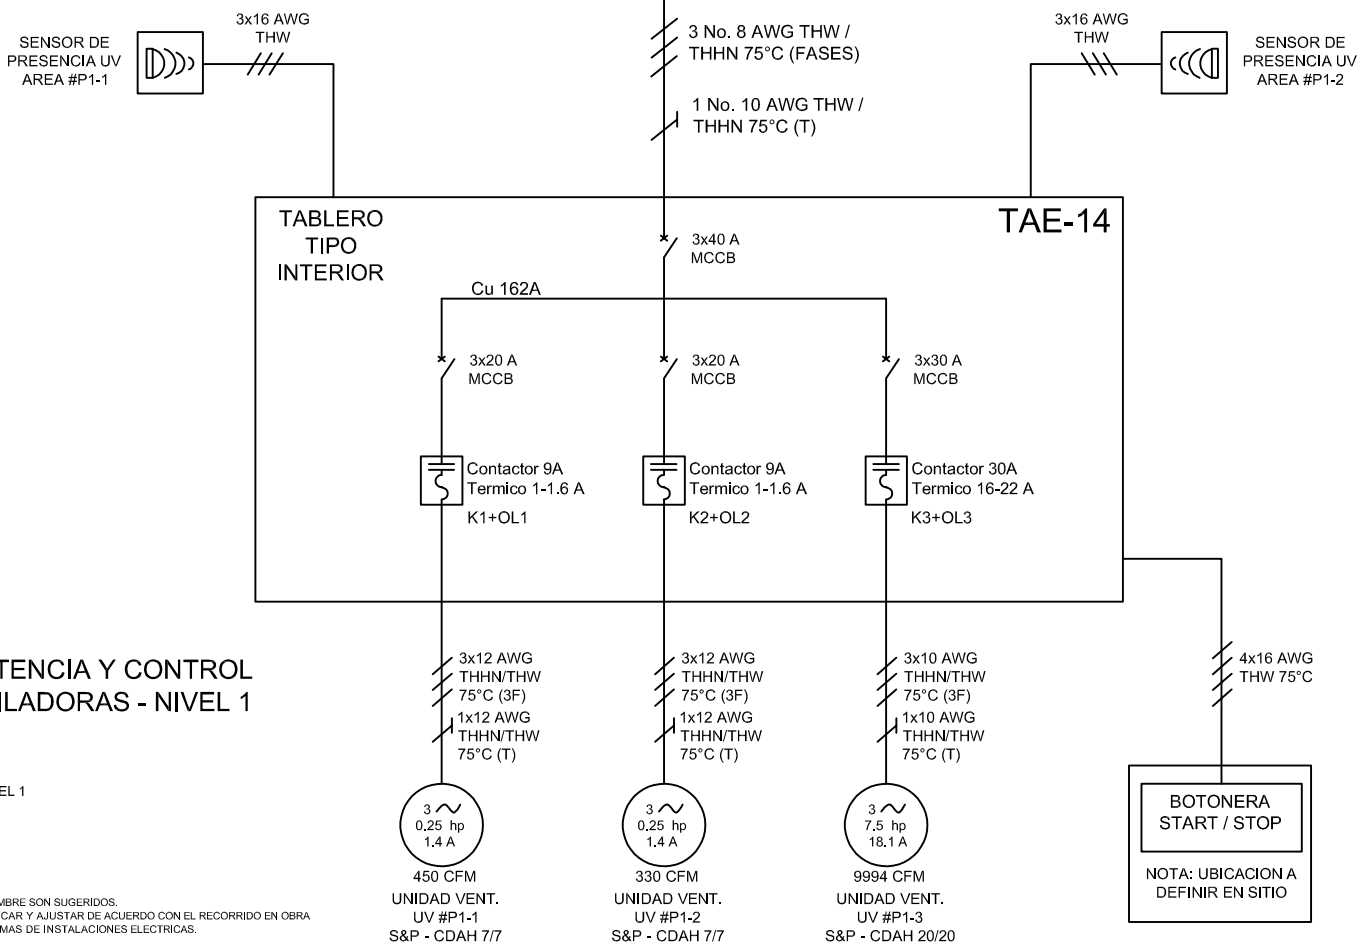 3x16 AWG
THW
SENSOR DE
PRESENCIA UV
AREA #P1-1
3 No. 8 AWG THW /
THHN 75°C (FASES)
1 No. 10 AWG THW /
THHN 75°C (T)
3x16 AWG
THW
SENSOR DE
PRESENCIA UV
AREA #P1-2
TABLERO
TIPO
INTERIOR
TAE-14
3x40 A
MCCB
Cu 162A
3x20 A
MCCB
3x20 A
MCCB
3x30 A
MCCB
Contactor 9A
Termico 1-1.6 A
K1+OL1
Contactor 9A
Termico 1-1.6 A
K2+OL2
Contactor 30A
Termico 16-22 A
K3+OL3
TENCIA Y CONTROL
ILADORAS - NIVEL 1
EL 1
3x12 AWG
THHN/THW
75°C (3F)
1x12 AWG
THHN/THW
75°C (T)
3x12 AWG
THHN/THW
75°C (3F)
1x12 AWG
THHN/THW
75°C (T)
3x10 AWG
THHN/THW
75°C (3F)
1x10 AWG
THHN/THW
75°C (T)
4x16 AWG
THW 75°C
3
0.25 hp
1.4 A
450 CFM
UNIDAD VENT.
UV #P1-1
S&P - CDAH 7/7
3
0.25 hp
1.4 A
330 CFM
UNIDAD VENT.
UV #P1-2
S&P - CDAH 7/7
3
7.5 hp
18.1 A
9994 CFM
UNIDAD VENT.
UV #P1-3
S&P - CDAH 20/20
BOTONERA
START / STOP
NOTA: UBICACION A
DEFINIR EN SITIO
MBRE SON SUGERIDOS.
CAR Y AJUSTAR DE ACUERDO CON EL RECORRIDO EN OBRA
MAS DE INSTALACIONES ELECTRICAS.